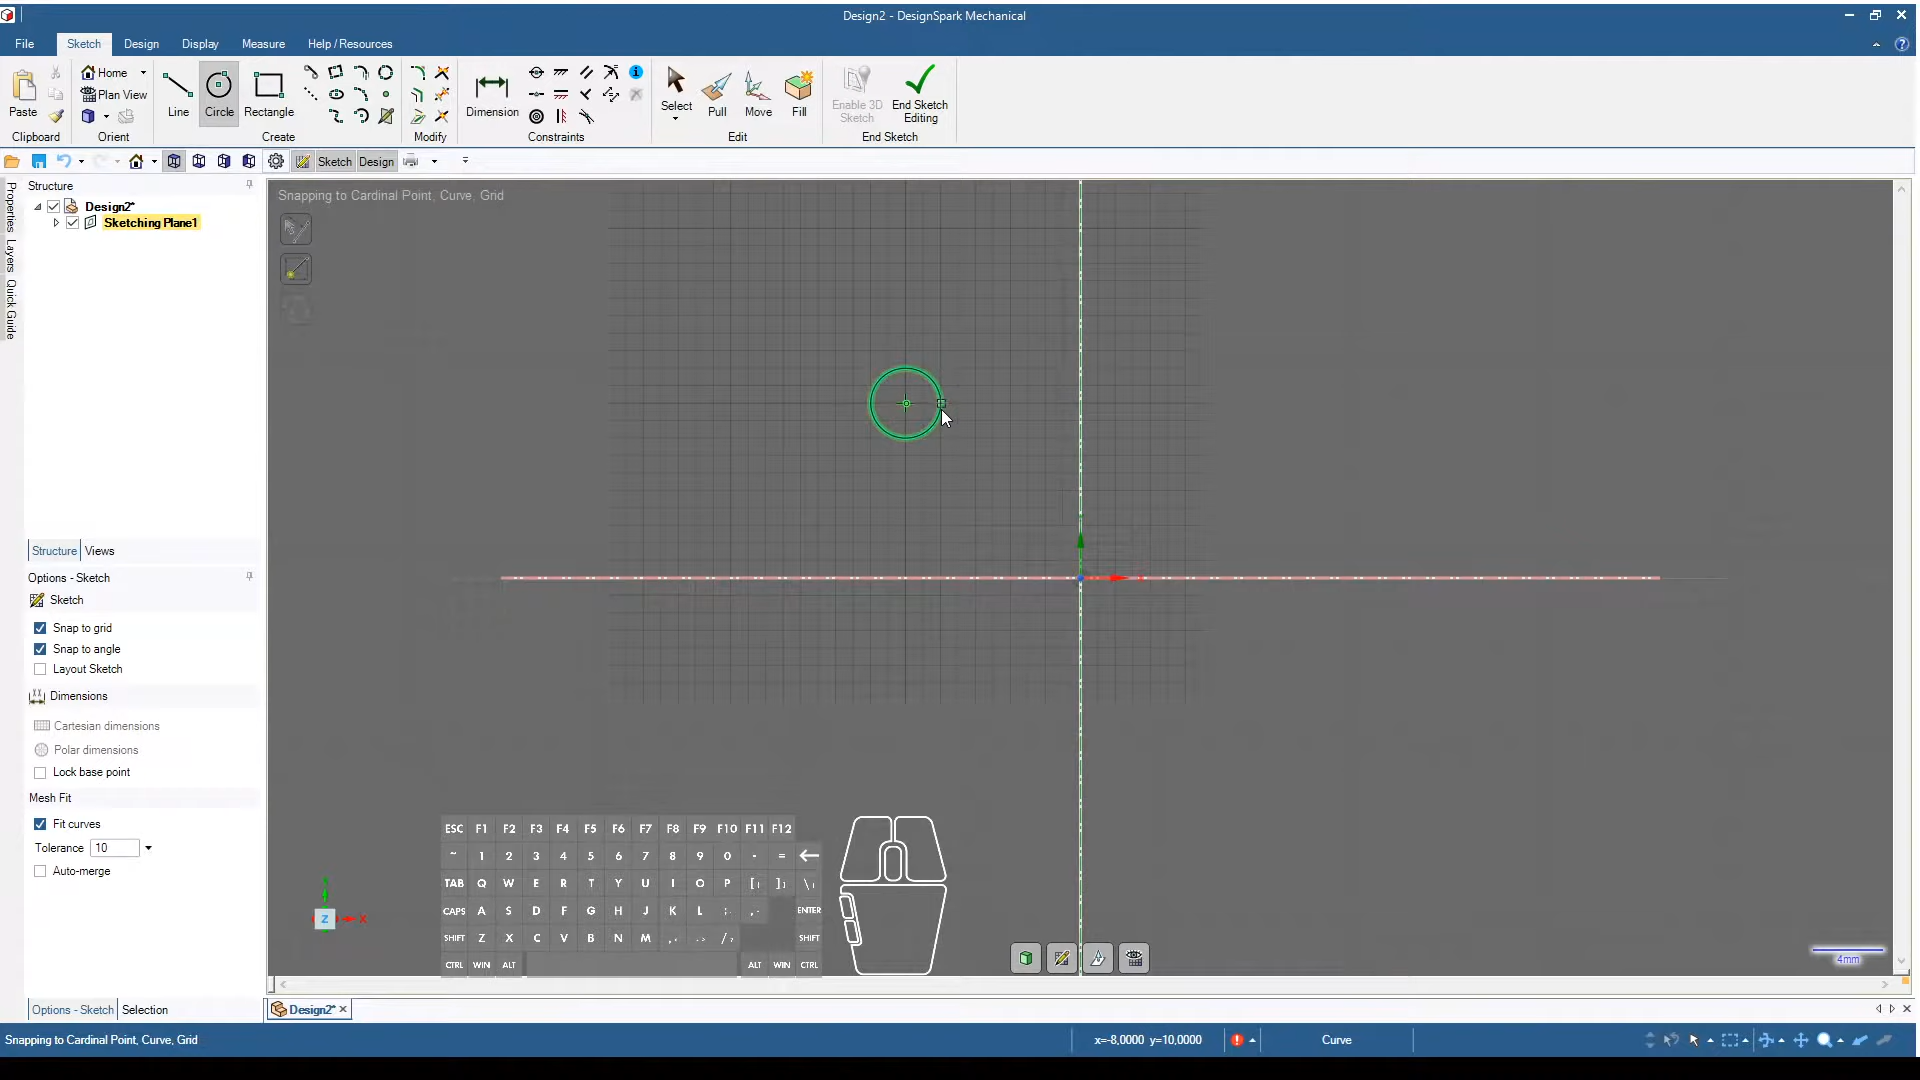 Design2 - DesignSpark Mechanical
File Sketch Design Display Measure Help / Resources
Paste
Home
Plan View
Line Circle Rectangle
Dimension
Select Pull Move Fill
Enable 3D Sketch
End Sketch Editing
Clipboard Orient Create Modify Constraints Edit End Sketch
Sketch Design
Properties Layers Quick Guide
Structure
Design2*
Sketching Plane1
Snapping to Cardinal Point, Curve, Grid
Structure Views
Options - Sketch
Sketch
Snap to grid
Snap to angle
Layout Sketch
Dimensions
Cartesian dimensions
Polar dimensions
Lock base point
Mesh Fit
Fit curves
Tolerance 10
Auto-merge
ESC F1 F2 F3 F4 F5 F6 F7 F8 F9 F10 F11 F12
~ 1 2 3 4 5 6 7 8 9 0 - =
TAB Q W E R T Y U I O P [ ] \
CAPS A S D F G H J K L ; , ENTER
SHIFT Z X C V B N M , . / SHIFT
CTRL WIN ALT ALT WIN CTRL
Z X
4mm
Options - Sketch Selection
Design2*
Snapping to Cardinal Point, Curve, Grid
x=-8,0000 y=10,0000
Curve